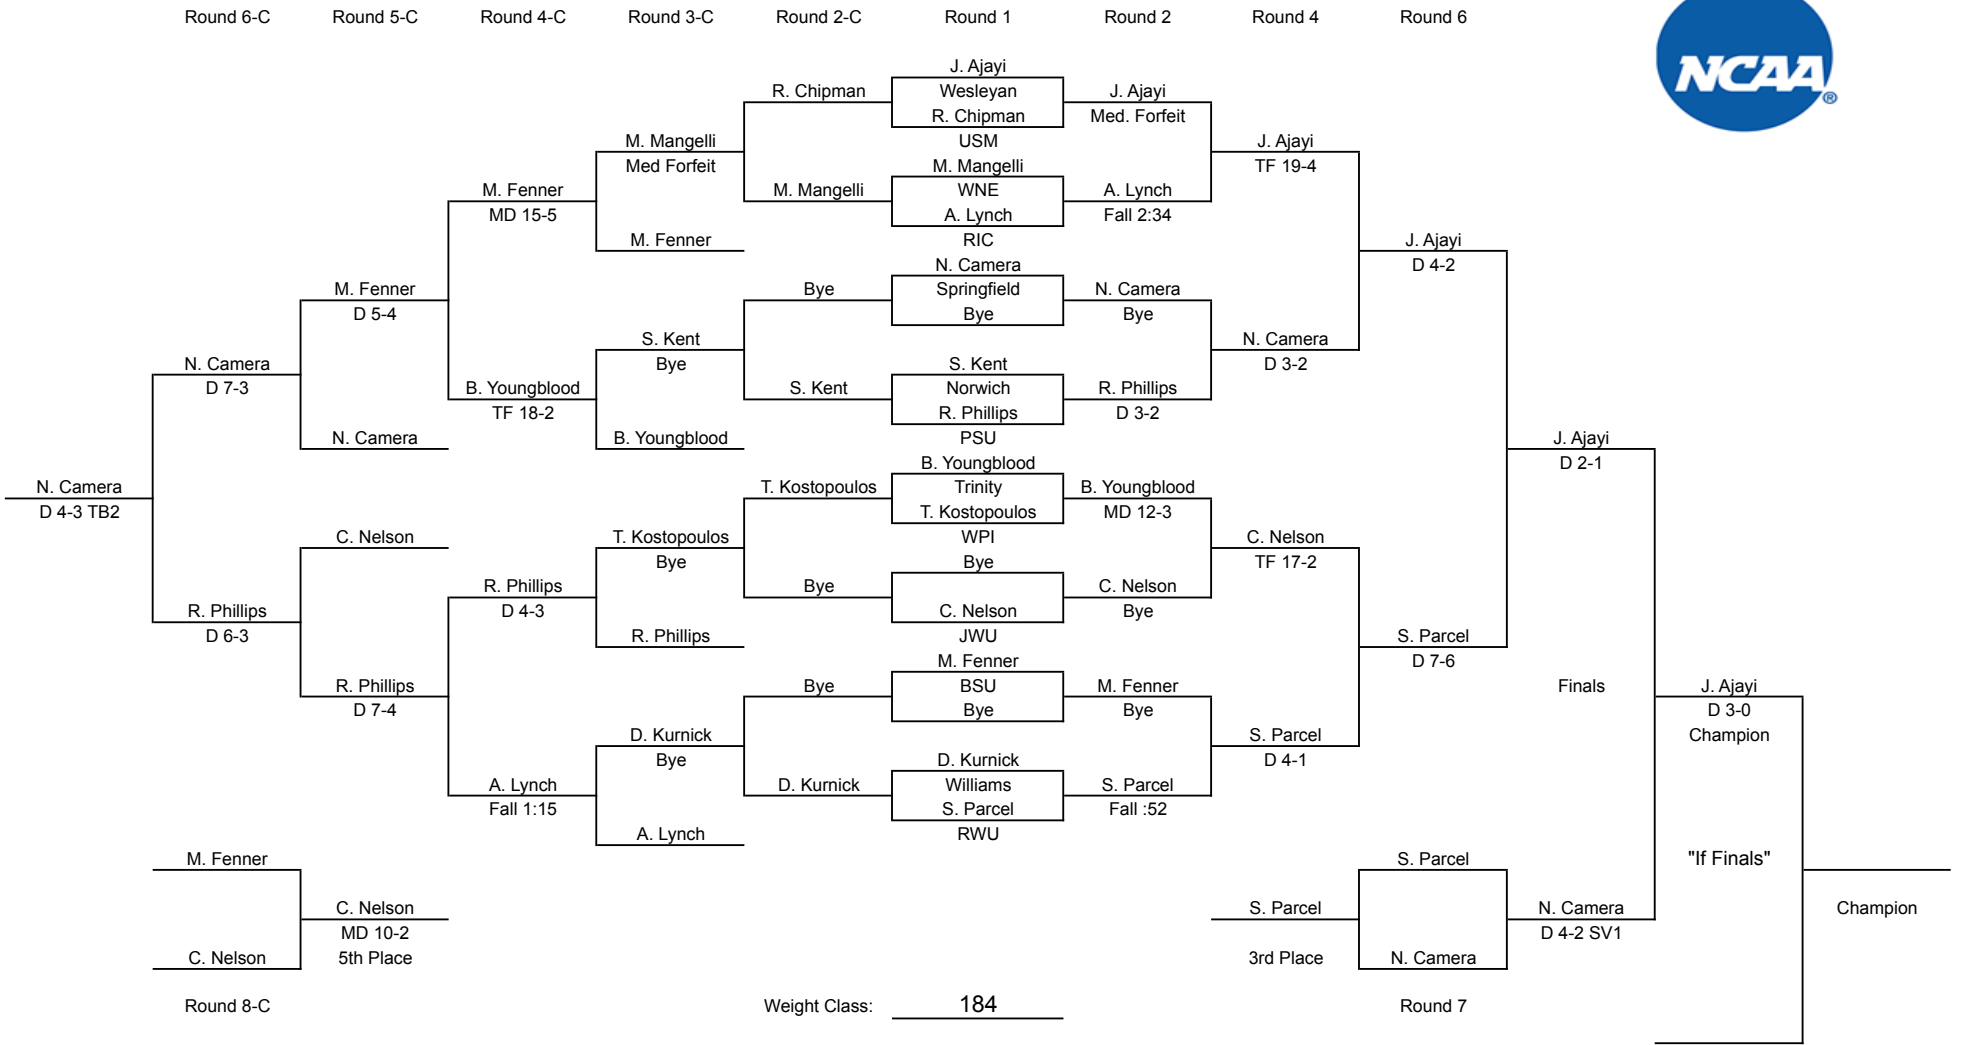 Round 6-C Round 5-C Round 4-C Round 3-C Round 2-C Round 1 Round 2 Round 4 Round 6
NCAA®
J. Ajayi
R. Chipman Wesleyan J. Ajayi
R. Chipman Med. Forfeit
M. Mangelli USM J. Ajayi
Med Forfeit M. Mangelli TF 19-4
M. Fenner M. Mangelli WNE A. Lynch
MD 15-5 A. Lynch Fall 2:34
M. Fenner RIC J. Ajayi
N. Camera D 4-2
M. Fenner Bye Springfield N. Camera
D 5-4 Bye Bye
S. Kent N. Camera
N. Camera Bye S. Kent D 3-2
D 7-3 B. Youngblood S. Kent Norwich R. Phillips
TF 18-2 R. Phillips D 3-2
N. Camera B. Youngblood PSU J. Ajayi
B. Youngblood D 2-1
N. Camera T. Kostopoulos Trinity B. Youngblood
D 4-3 TB2 T. Kostopoulos MD 12-3
C. Nelson T. Kostopoulos WPI C. Nelson
Bye Bye TF 17-2
R. Phillips Bye C. Nelson
R. Phillips D 4-3 C. Nelson Bye
D 6-3 R. Phillips JWU S. Parcel
M. Fenner D 7-6
R. Phillips Bye BSU M. Fenner Finals J. Ajayi
D 7-4 Bye Bye D 3-0
D. Kurnick S. Parcel Champion
Bye D. Kurnick D 4-1
A. Lynch D. Kurnick Williams S. Parcel
Fall 1:15 S. Parcel Fall :52
A. Lynch RWU
M. Fenner S. Parcel "If Finals"
C. Nelson S. Parcel N. Camera Champion
MD 10-2 D 4-2 SV1
C. Nelson 5th Place 3rd Place N. Camera
Round 8-C Weight Class: 184 Round 7